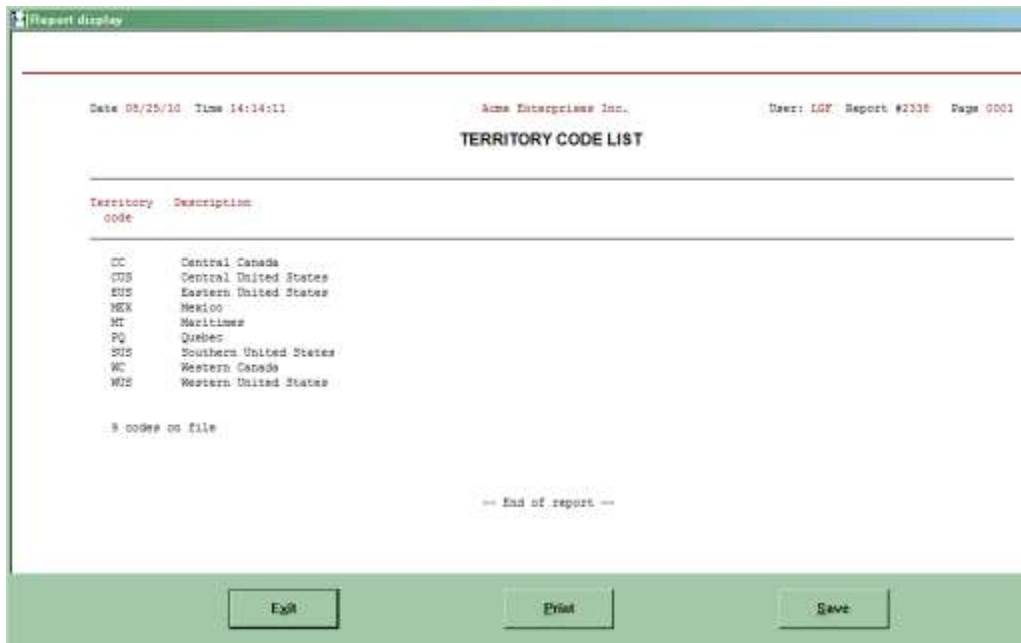 Report display
Date 05/25/10 Time 14:14:11 Acme Enterprises Inc. User: LGF Report #2338 Page 0001
TERRITORY CODE LIST
Territory Description
code
CC Central Canada
CUS Central United States
EUS Eastern United States
MEX Mexico
MT Maritimes
PQ Quebec
SUS Southern United States
WC Western Canada
WUS Western United States
9 codes on file
-- End of report --
Exit Print Save